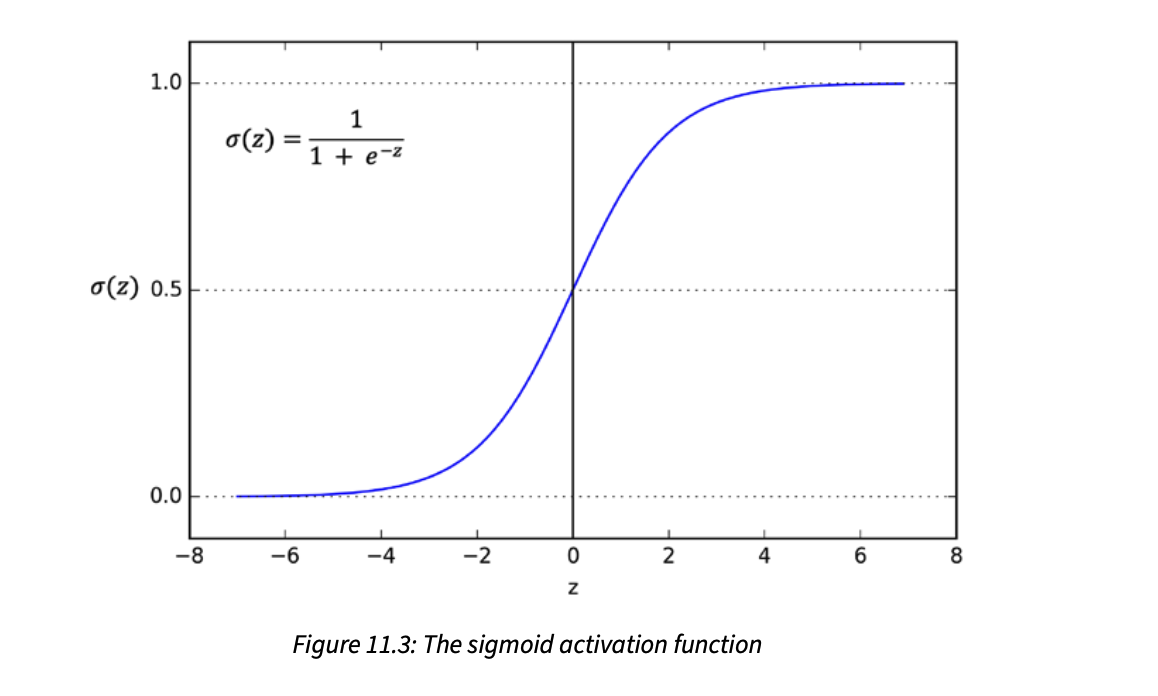 1.0
σ(z) = 1 / 1 + e^−z
σ(z) 0.5
0.0
−8 −6 −4 −2 0 2 4 6 8
z
Figure 11.3: The sigmoid activation function